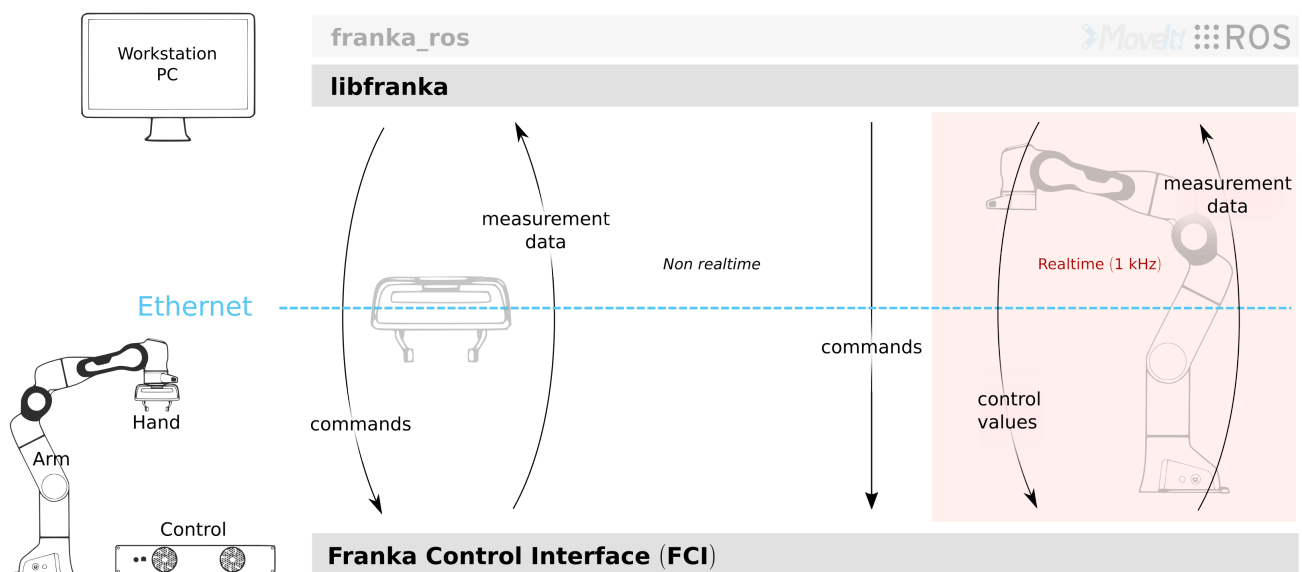 Workstation
PC
franka_ros
MoveIt! ROS
libfranka
measurement
data
measurement
data
Non realtime
Realtime (1 kHz)
Ethernet
commands
control
values
Hand
commands
Arm
Control
Franka Control Interface (FCI)